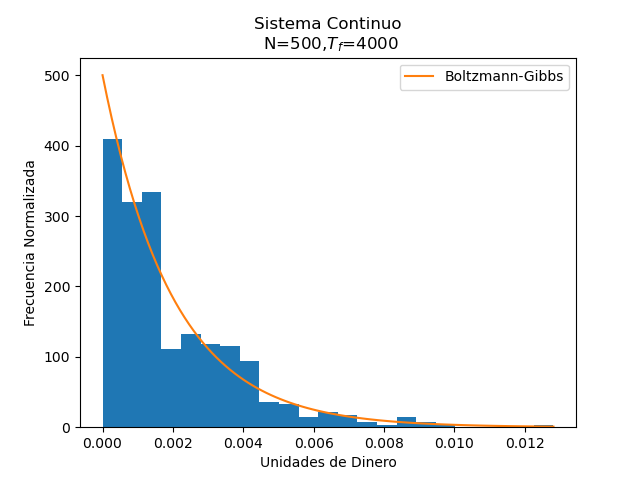 Sistema Continuo
N=500,$T_f$=4000
Boltzmann-Gibbs
Frecuencia Normalizada
500
400
300
200
100
0
0.000 0.002 0.004 0.006 0.008 0.010 0.012
Unidades de Dinero